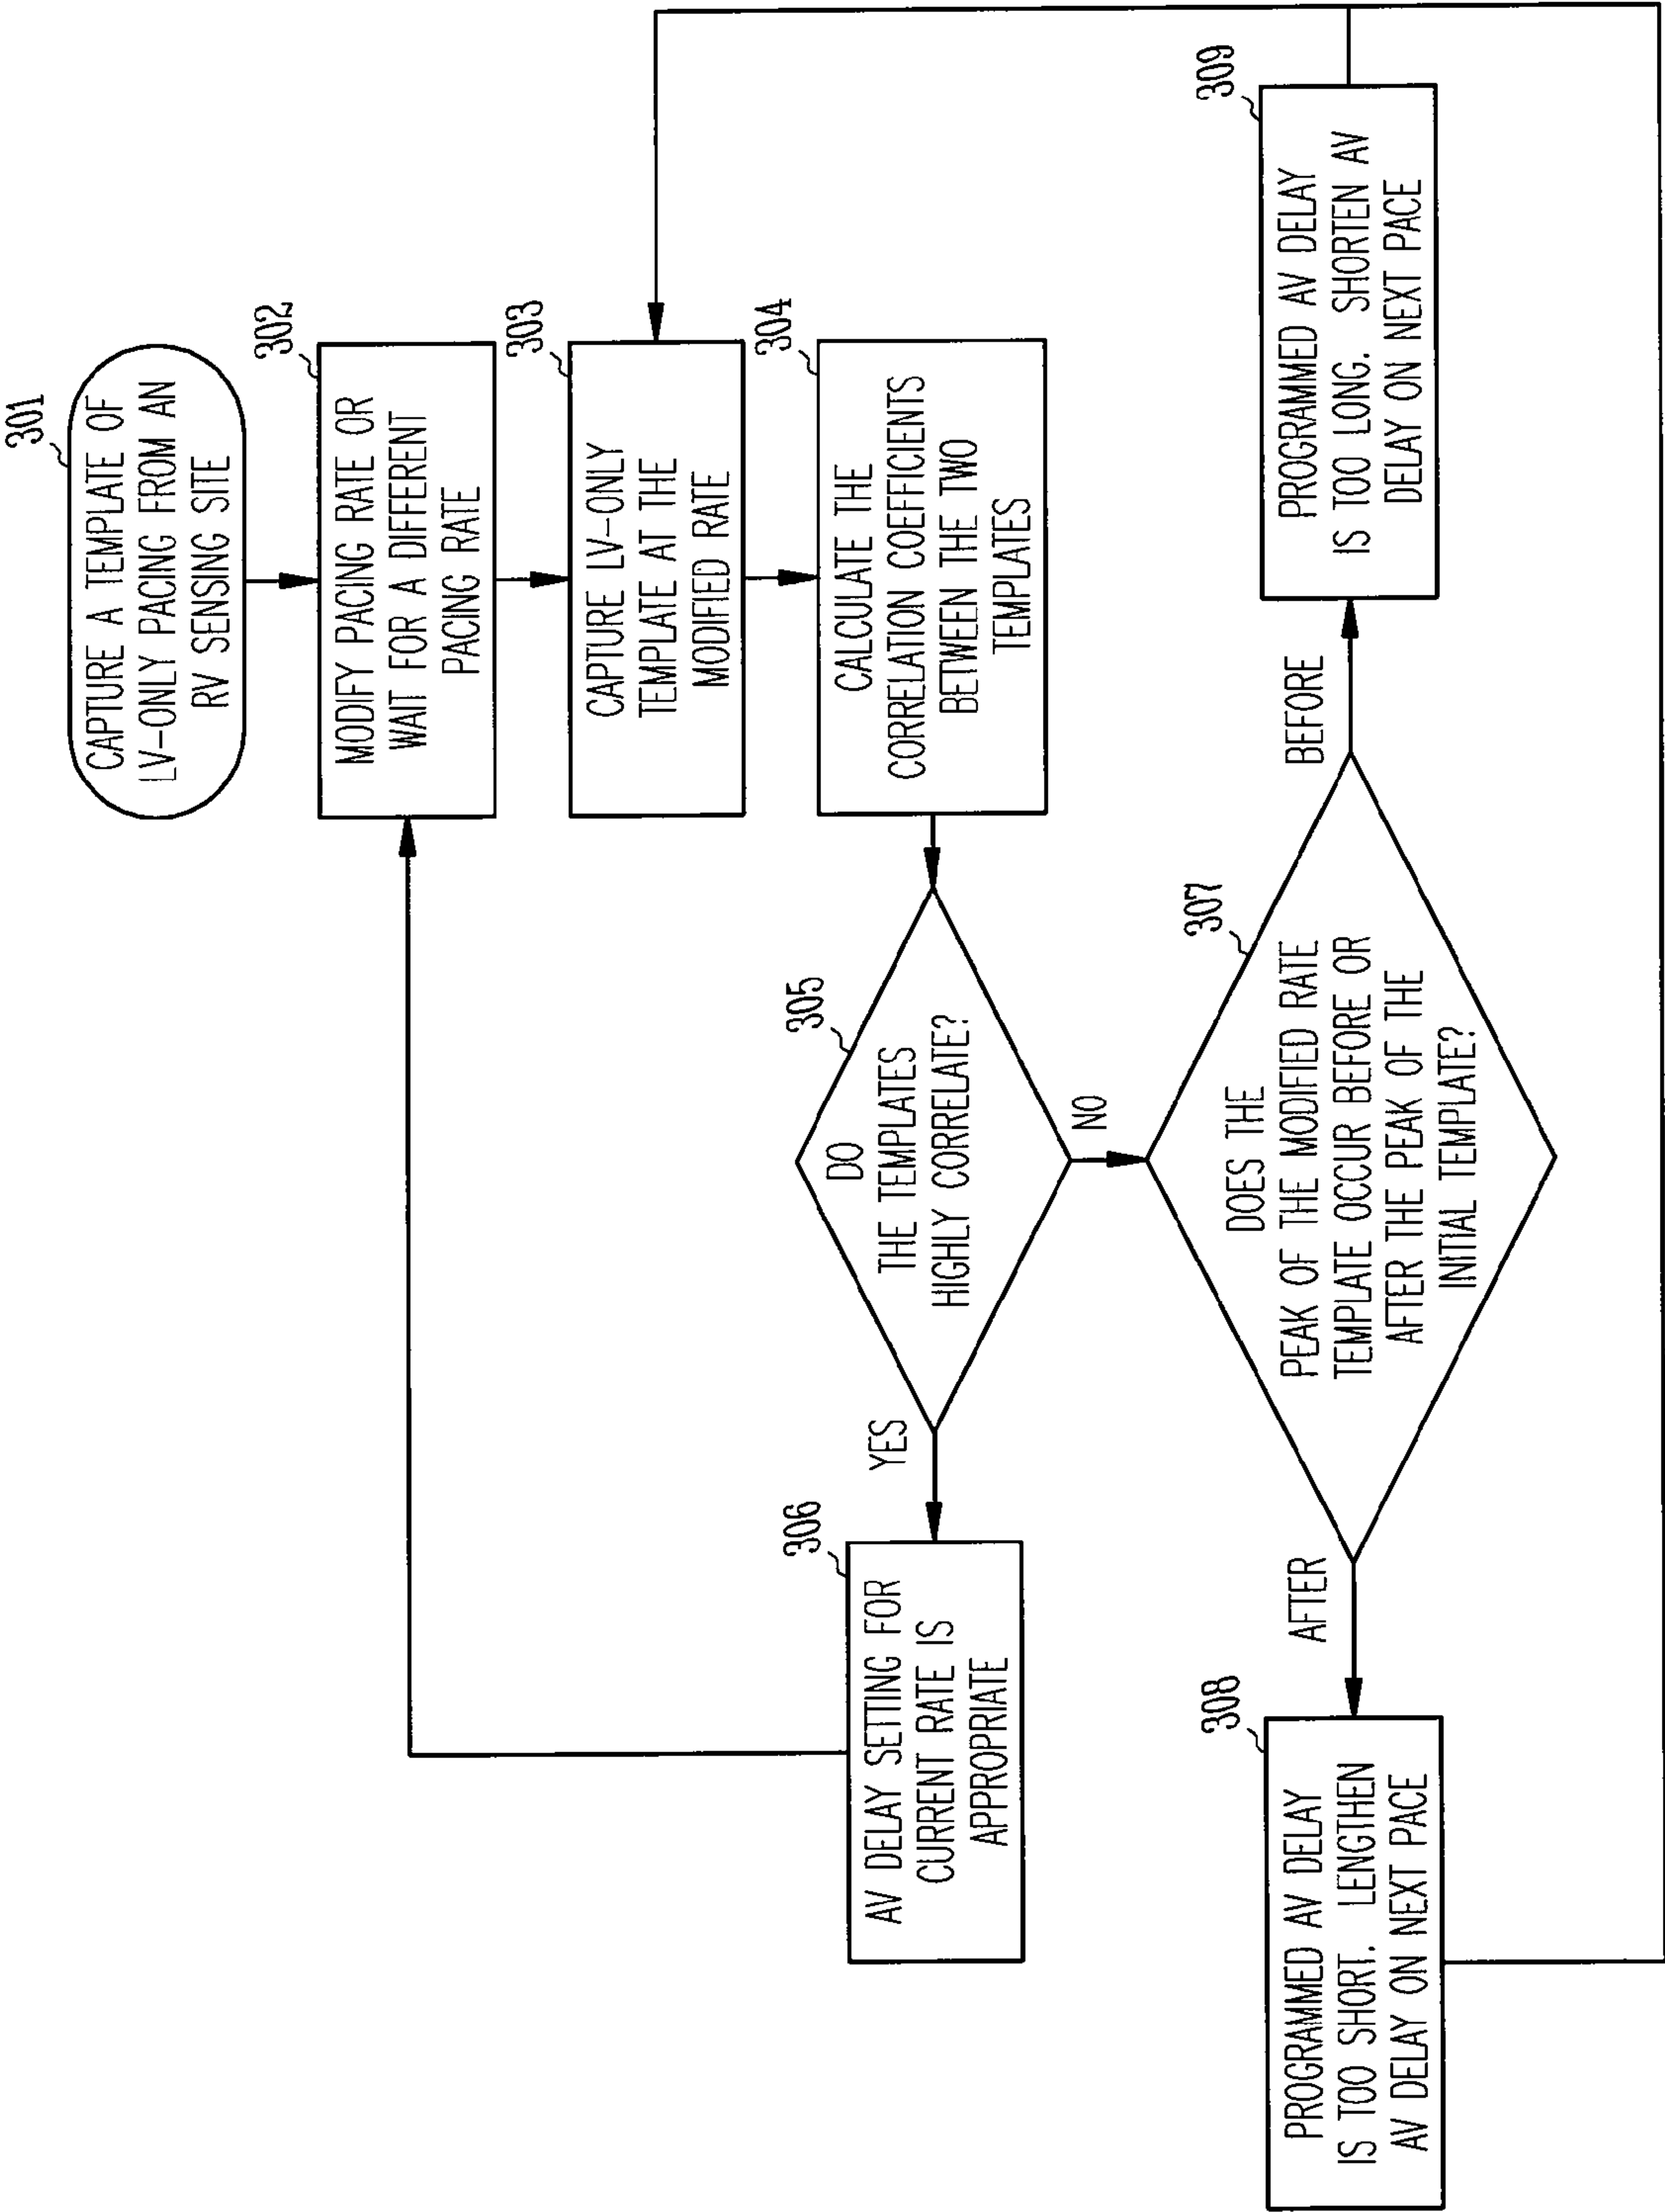 301
CAPTURE A TEMPLATE OF
LV-ONLY PACING FROM AN
RV SENSING SITE
302
MODIFY PACING RATE OR
WAIT FOR A DIFFERENT
PACING RATE
303
CAPTURE LV-ONLY
TEMPLATE AT THE
MODIFIED RATE
304
CALCULATE THE
CORRELATION COEFFICIENTS
BETWEEN THE TWO
TEMPLATES
305
DO
THE TEMPLATES
HIGHLY CORRELATE?
YES
NO
306
AV DELAY SETTING FOR
CURRENT RATE IS
APPROPRIATE
307
DOES THE
PEAK OF THE MODIFIED RATE
TEMPLATE OCCUR BEFORE OR
AFTER THE PEAK OF THE
INITIAL TEMPLATE?
AFTER
BEFORE
308
PROGRAMMED AV DELAY
IS TOO SHORT. LENGTHEN
AV DELAY ON NEXT PACE
309
PROGRAMMED AV DELAY
IS TOO LONG. SHORTEN AV
DELAY ON NEXT PACE